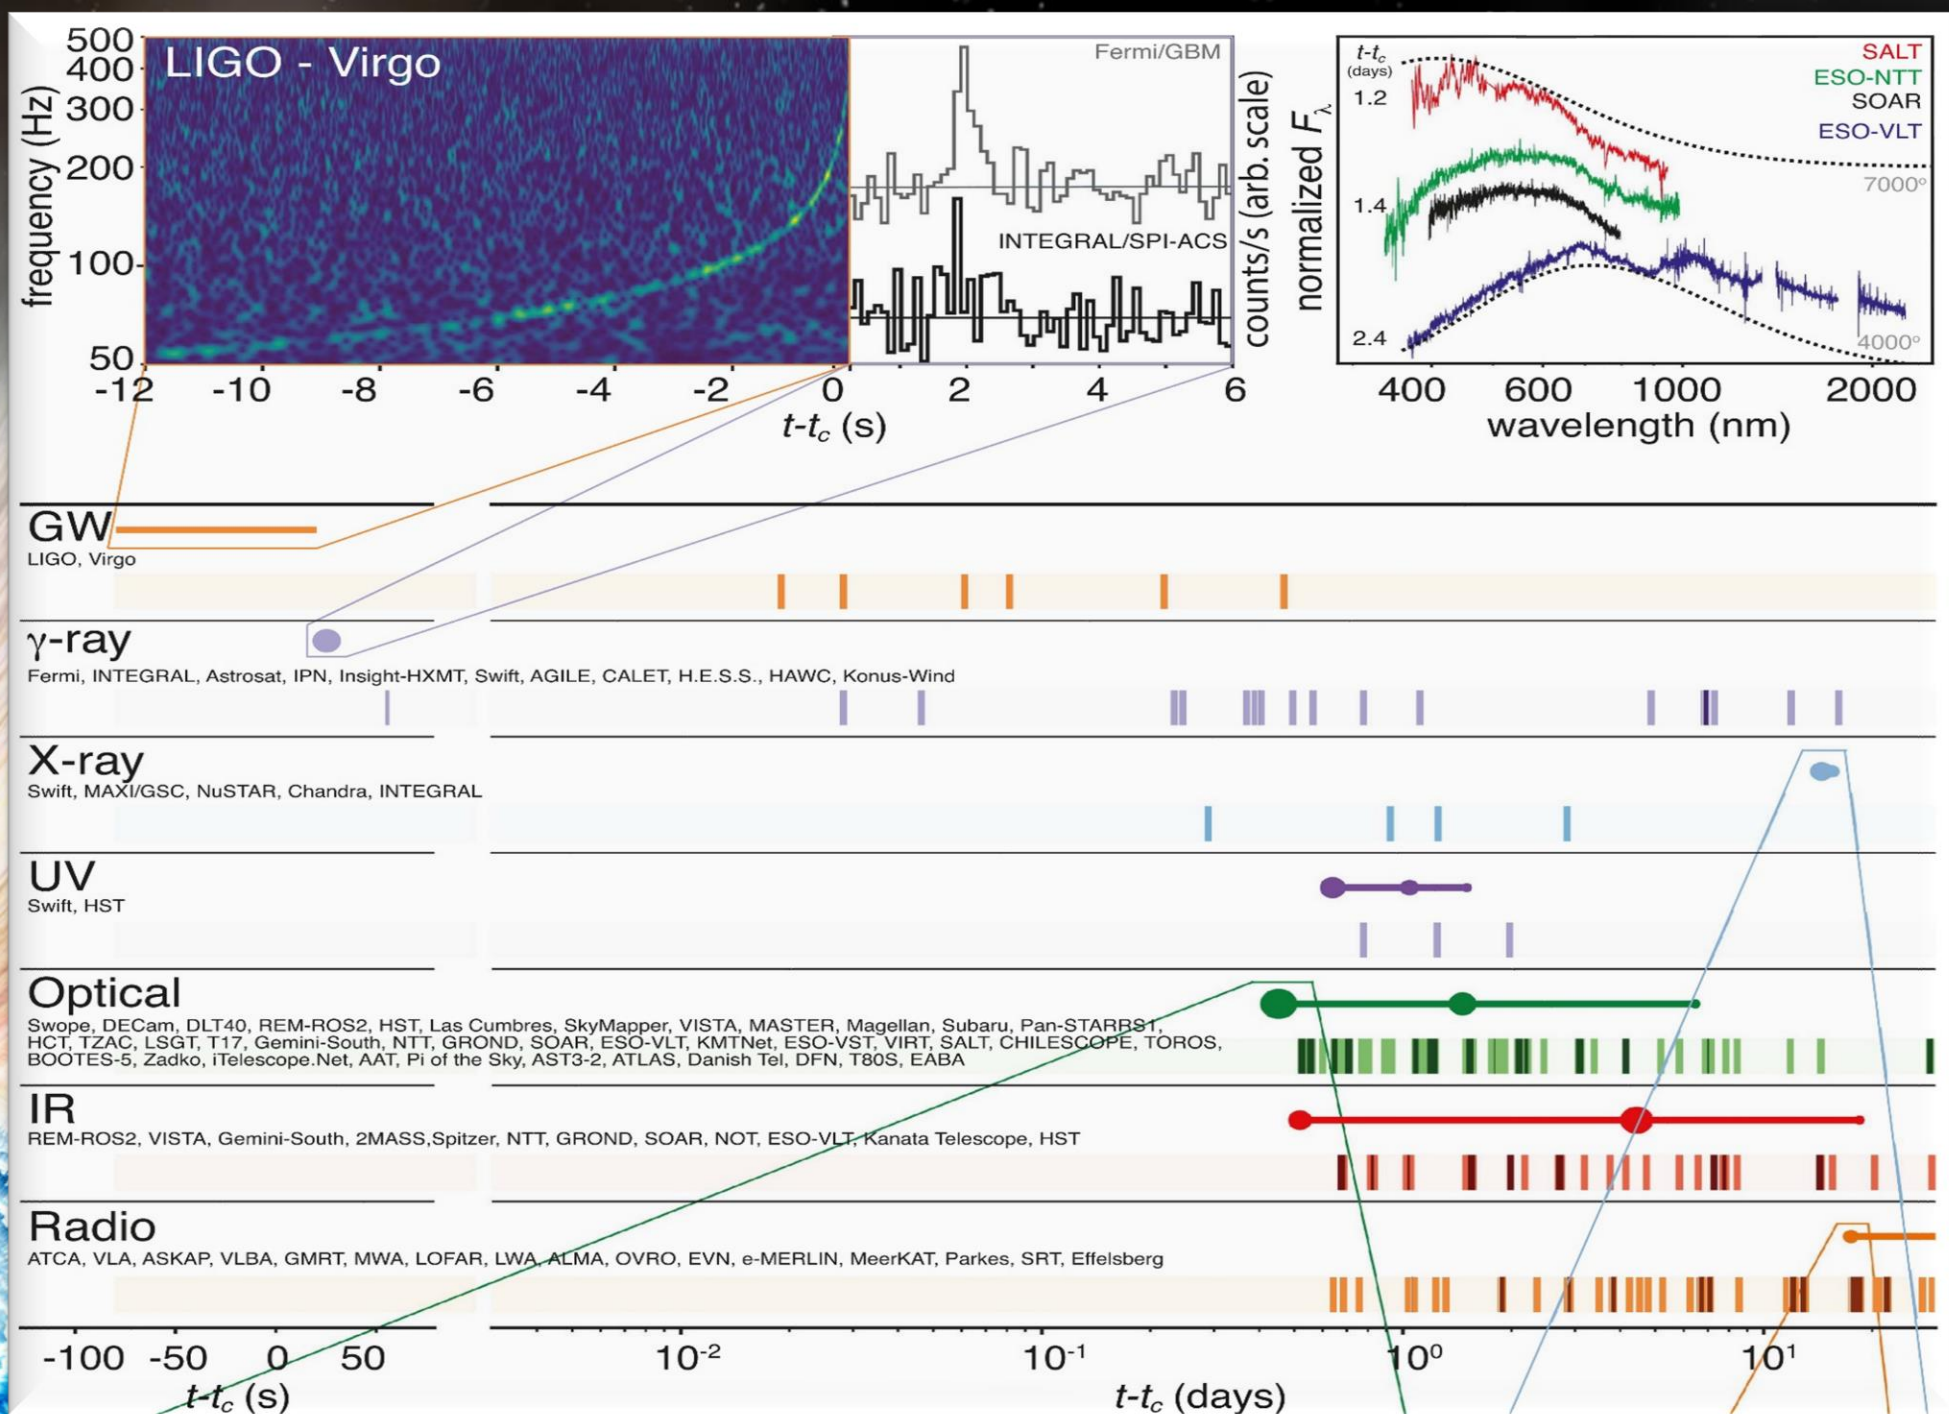 500
400
300
200
100
50
frequency (Hz)
LIGO - Virgo
Fermi/GBM
INTEGRAL/SPI-ACS
counts/s (arb. scale)
-12 -10 -8 -6 -4 -2 0 2 4 6
t-tc (s)
normalized Fλ
t-tc
(days)
1.2
1.4
2.4
SALT
ESO-NTT
SOAR
ESO-VLT
7000°
4000°
400 600 1000 2000
wavelength (nm)
GW
LIGO, Virgo
γ-ray
Fermi, INTEGRAL, Astrosat, IPN, Insight-HXMT, Swift, AGILE, CALET, H.E.S.S., HAWC, Konus-Wind
X-ray
Swift, MAXI/GSC, NuSTAR, Chandra, INTEGRAL
UV
Swift, HST
Optical
Swope, DECam, DLT40, REM-ROS2, HST, Las Cumbres, SkyMapper, VISTA, MASTER, Magellan, Subaru, Pan-STARRS1,
HCT, TZAC, LSGT, T17, Gemini-South, NTT, GROND, SOAR, ESO-VLT, KMTNet, ESO-VST, VIRT, SALT, CHILESCOPE, TOROS,
BOOTES-5, Zadko, iTelescope.Net, AAT, Pi of the Sky, AST3-2, ATLAS, Danish Tel, DFN, T80S, EABA
IR
REM-ROS2, VISTA, Gemini-South, 2MASS,Spitzer, NTT, GROND, SOAR, NOT, ESO-VLT, Kanata Telescope, HST
Radio
ATCA, VLA, ASKAP, VLBA, GMRT, MWA, LOFAR, LWA, ALMA, OVRO, EVN, e-MERLIN, MeerKAT, Parkes, SRT, Effelsberg
-100 -50 0 50 10⁻² 10⁻¹ 10⁰ 10¹
t-tc (s) t-tc (days)